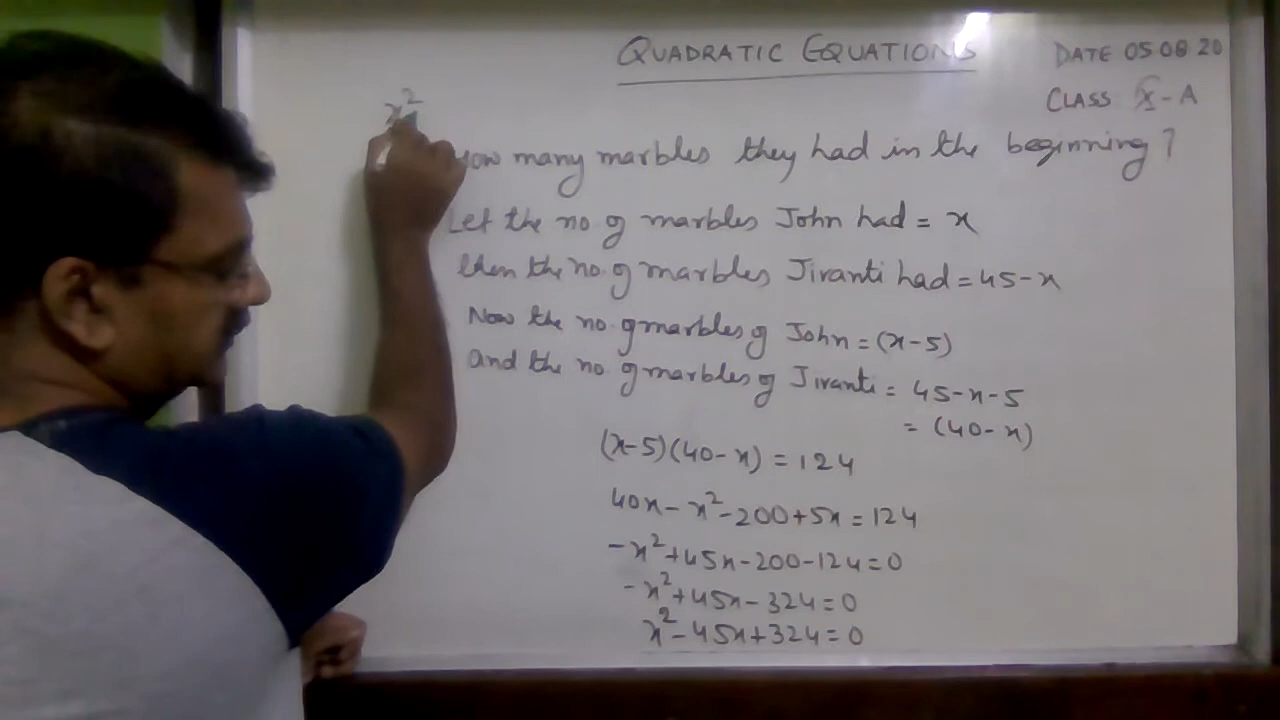 QUADRATIC EQUATIONS
DATE 05 08 20
CLASS X-A
x²
How many marbles they had in the beginning?
Let the no. of marbles John had = x
then the no. of marbles Jivanti had = 45-x
Now the no. of marbles of John = (x-5)
and the no. of marbles of Jivanti = 45-x-5
= (40-x)
(x-5)(40-x) = 124
40x - x² - 200 + 5x = 124
-x² + 45x - 200 - 124 = 0
-x² + 45x - 324 = 0
x² - 45x + 324 = 0